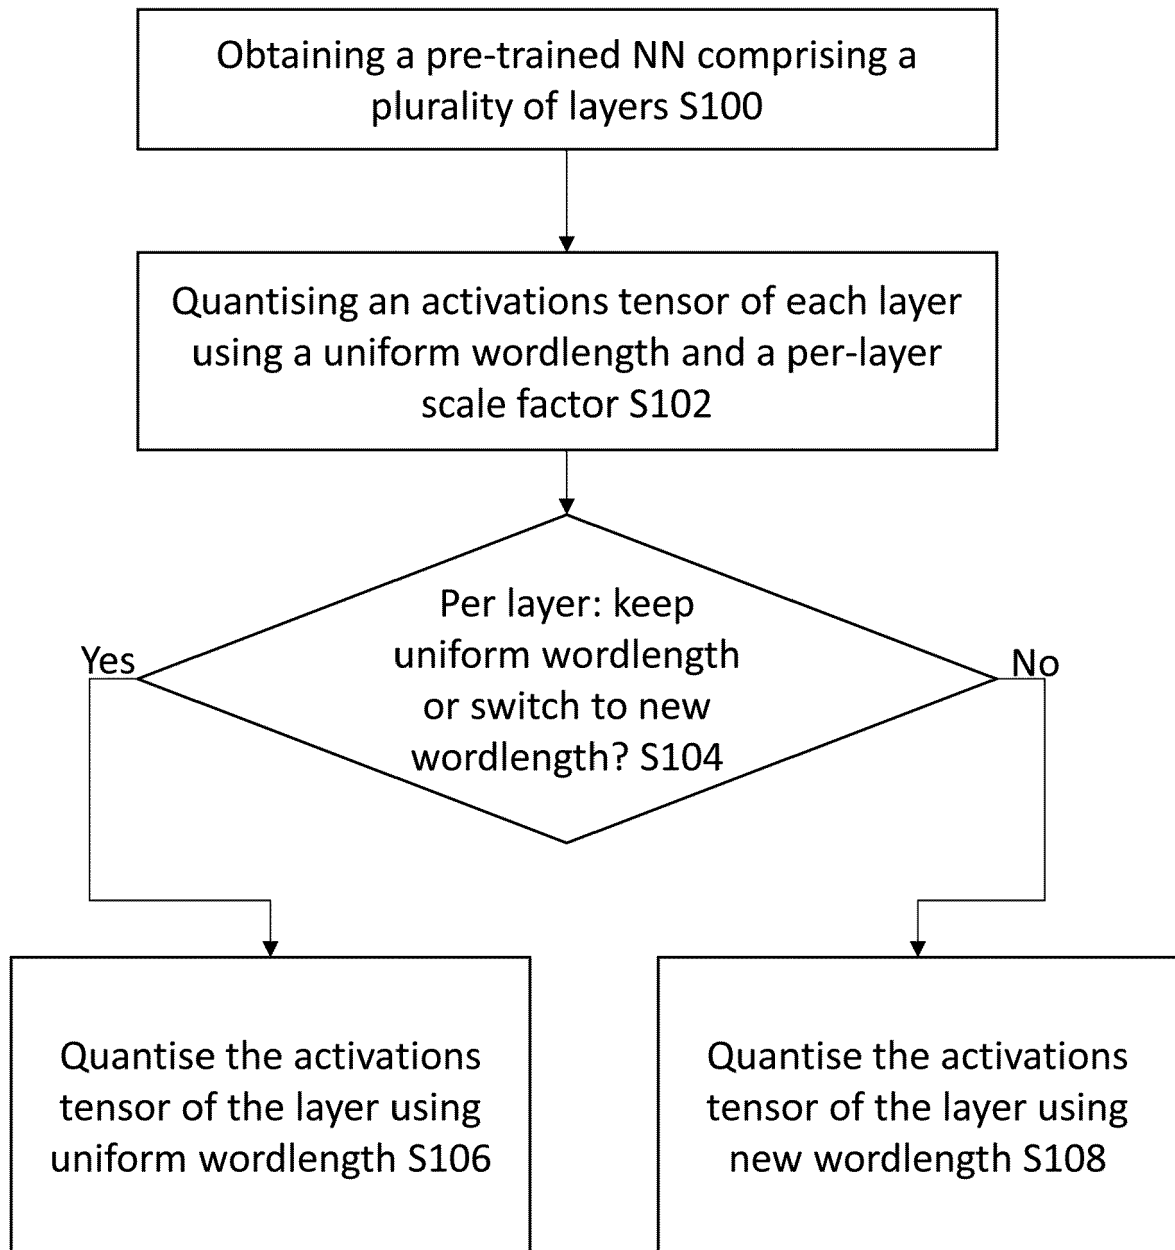 Obtaining a pre-trained NN comprising a
plurality of layers S100
Quantising an activations tensor of each layer
using a uniform wordlength and a per-layer
scale factor S102
Per layer: keep
uniform wordlength
or switch to new
wordlength? S104
Yes
No
Quantise the activations
tensor of the layer using
uniform wordlength S106
Quantise the activations
tensor of the layer using
new wordlength S108